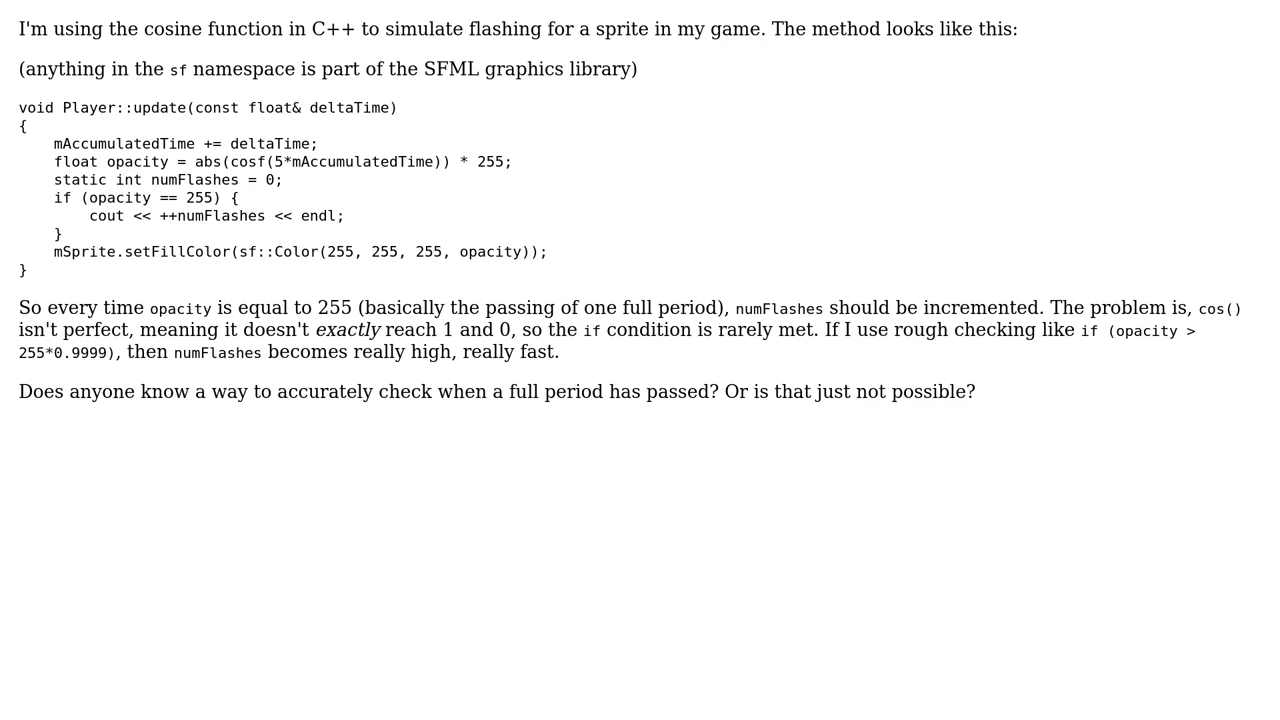 I'm using the cosine function in C++ to simulate flashing for a sprite in my game. The method looks like this:
(anything in the sf namespace is part of the SFML graphics library)
void Player::update(const float& deltaTime)
{
    mAccumulatedTime += deltaTime;
    float opacity = abs(cosf(5*mAccumulatedTime)) * 255;
    static int numFlashes = 0;
    if (opacity == 255) {
        cout << ++numFlashes << endl;
    }
    mSprite.setFillColor(sf::Color(255, 255, 255, opacity));
}
So every time opacity is equal to 255 (basically the passing of one full period), numFlashes should be incremented. The problem is, cos()
isn't perfect, meaning it doesn't exactly reach 1 and 0, so the if condition is rarely met. If I use rough checking like if (opacity >
255*0.9999), then numFlashes becomes really high, really fast.
Does anyone know a way to accurately check when a full period has passed? Or is that just not possible?